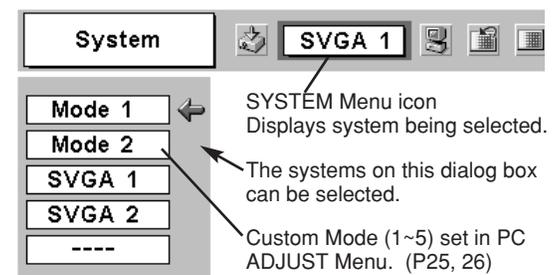 System
SVGA 1
SYSTEM Menu icon
Displays system being selected.
Mode 1
Mode 2
SVGA 1
SVGA 2
----
The systems on this dialog box
can be selected.
Custom Mode (1~5) set in PC
ADJUST Menu. (P25, 26)